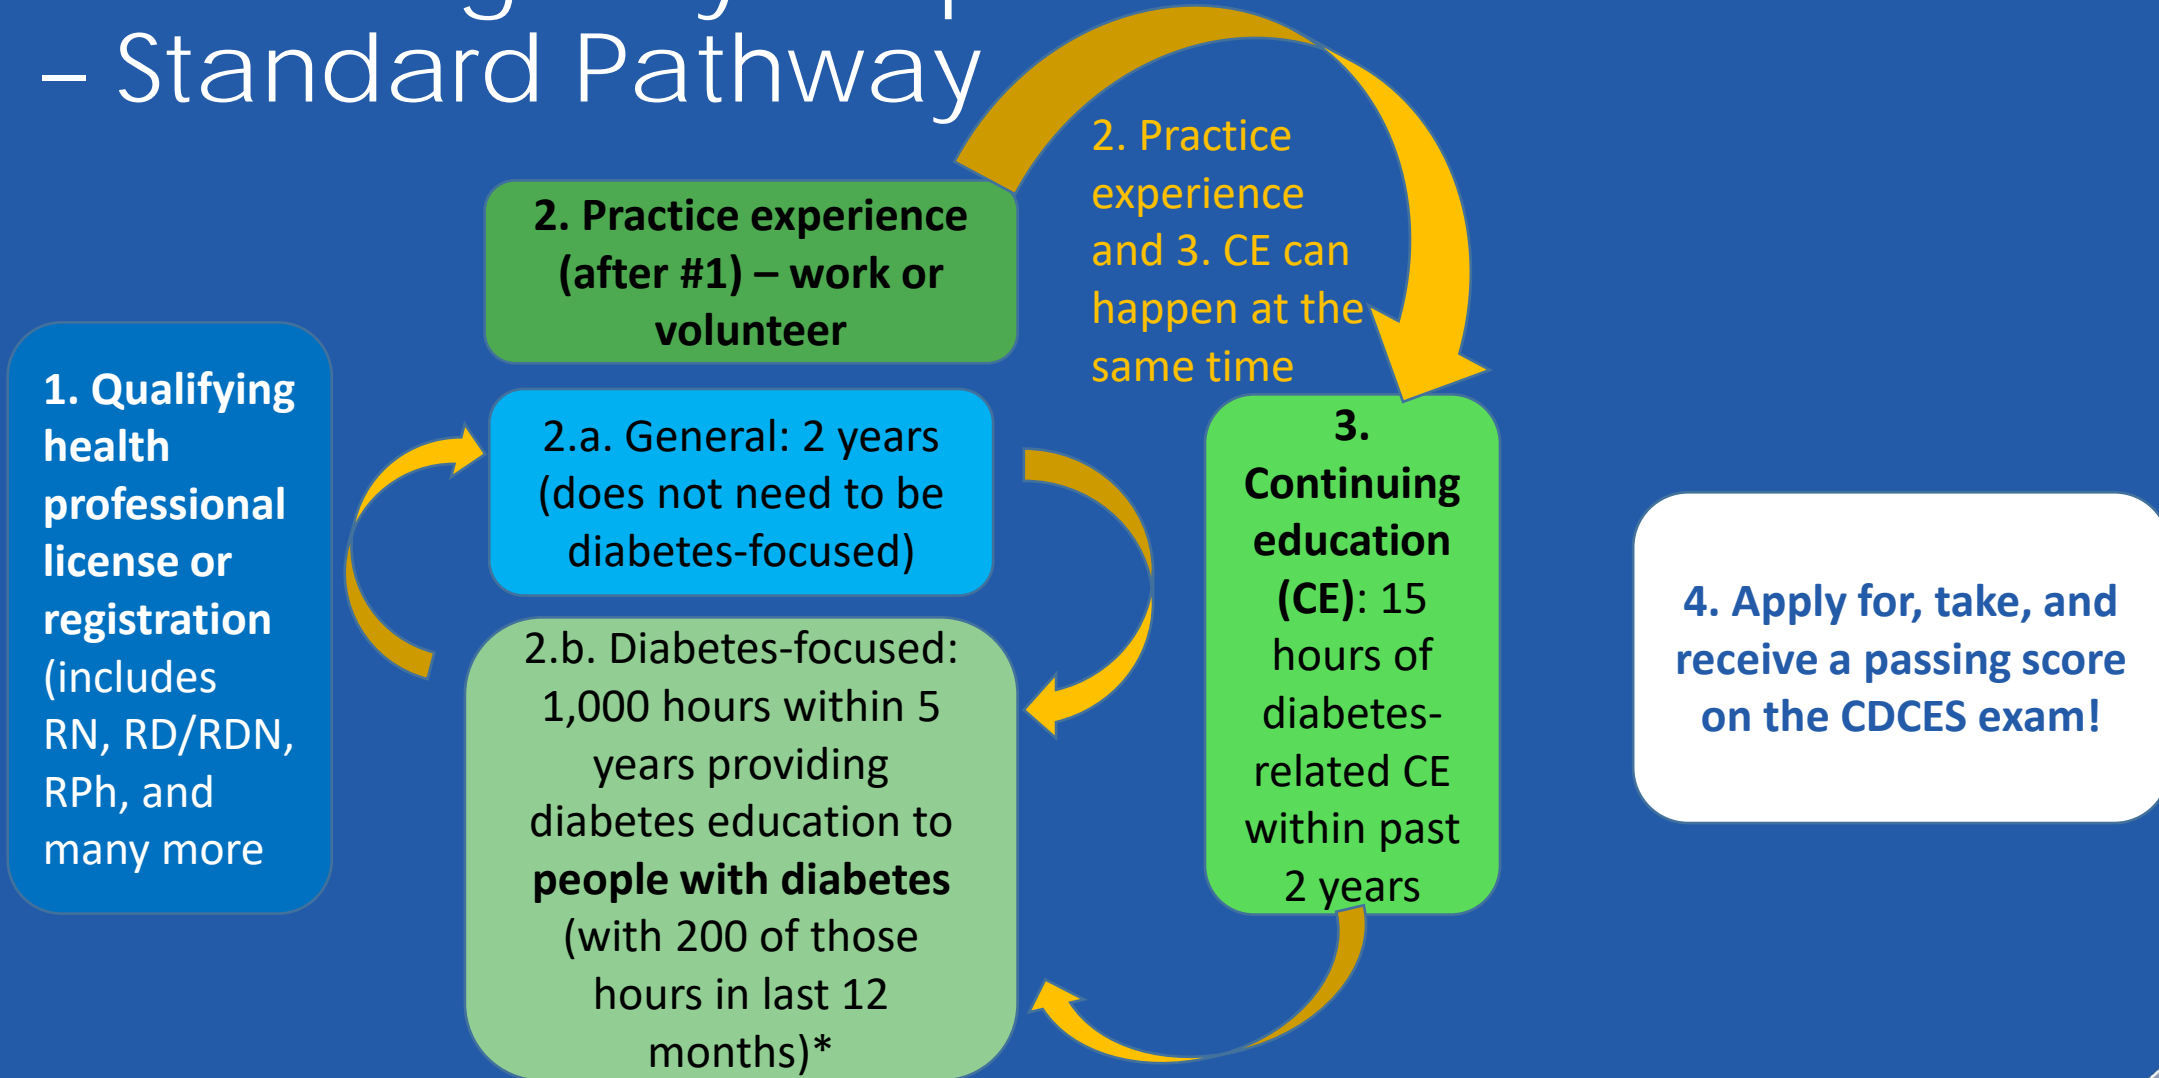 – Standard Pathway
1. Qualifying
health
professional
license or
registration
(includes
RN, RD/RDN,
RPh, and
many more
2. Practice experience
(after #1) – work or
volunteer
2.a. General: 2 years
(does not need to be
diabetes-focused)
2.b. Diabetes-focused:
1,000 hours within 5
years providing
diabetes education to
people with diabetes
(with 200 of those
hours in last 12
months)*
2. Practice
experience
and 3. CE can
happen at the
same time
3.
Continuing
education
(CE): 15
hours of
diabetes-
related CE
within past
2 years
4. Apply for, take, and
receive a passing score
on the CDCES exam!